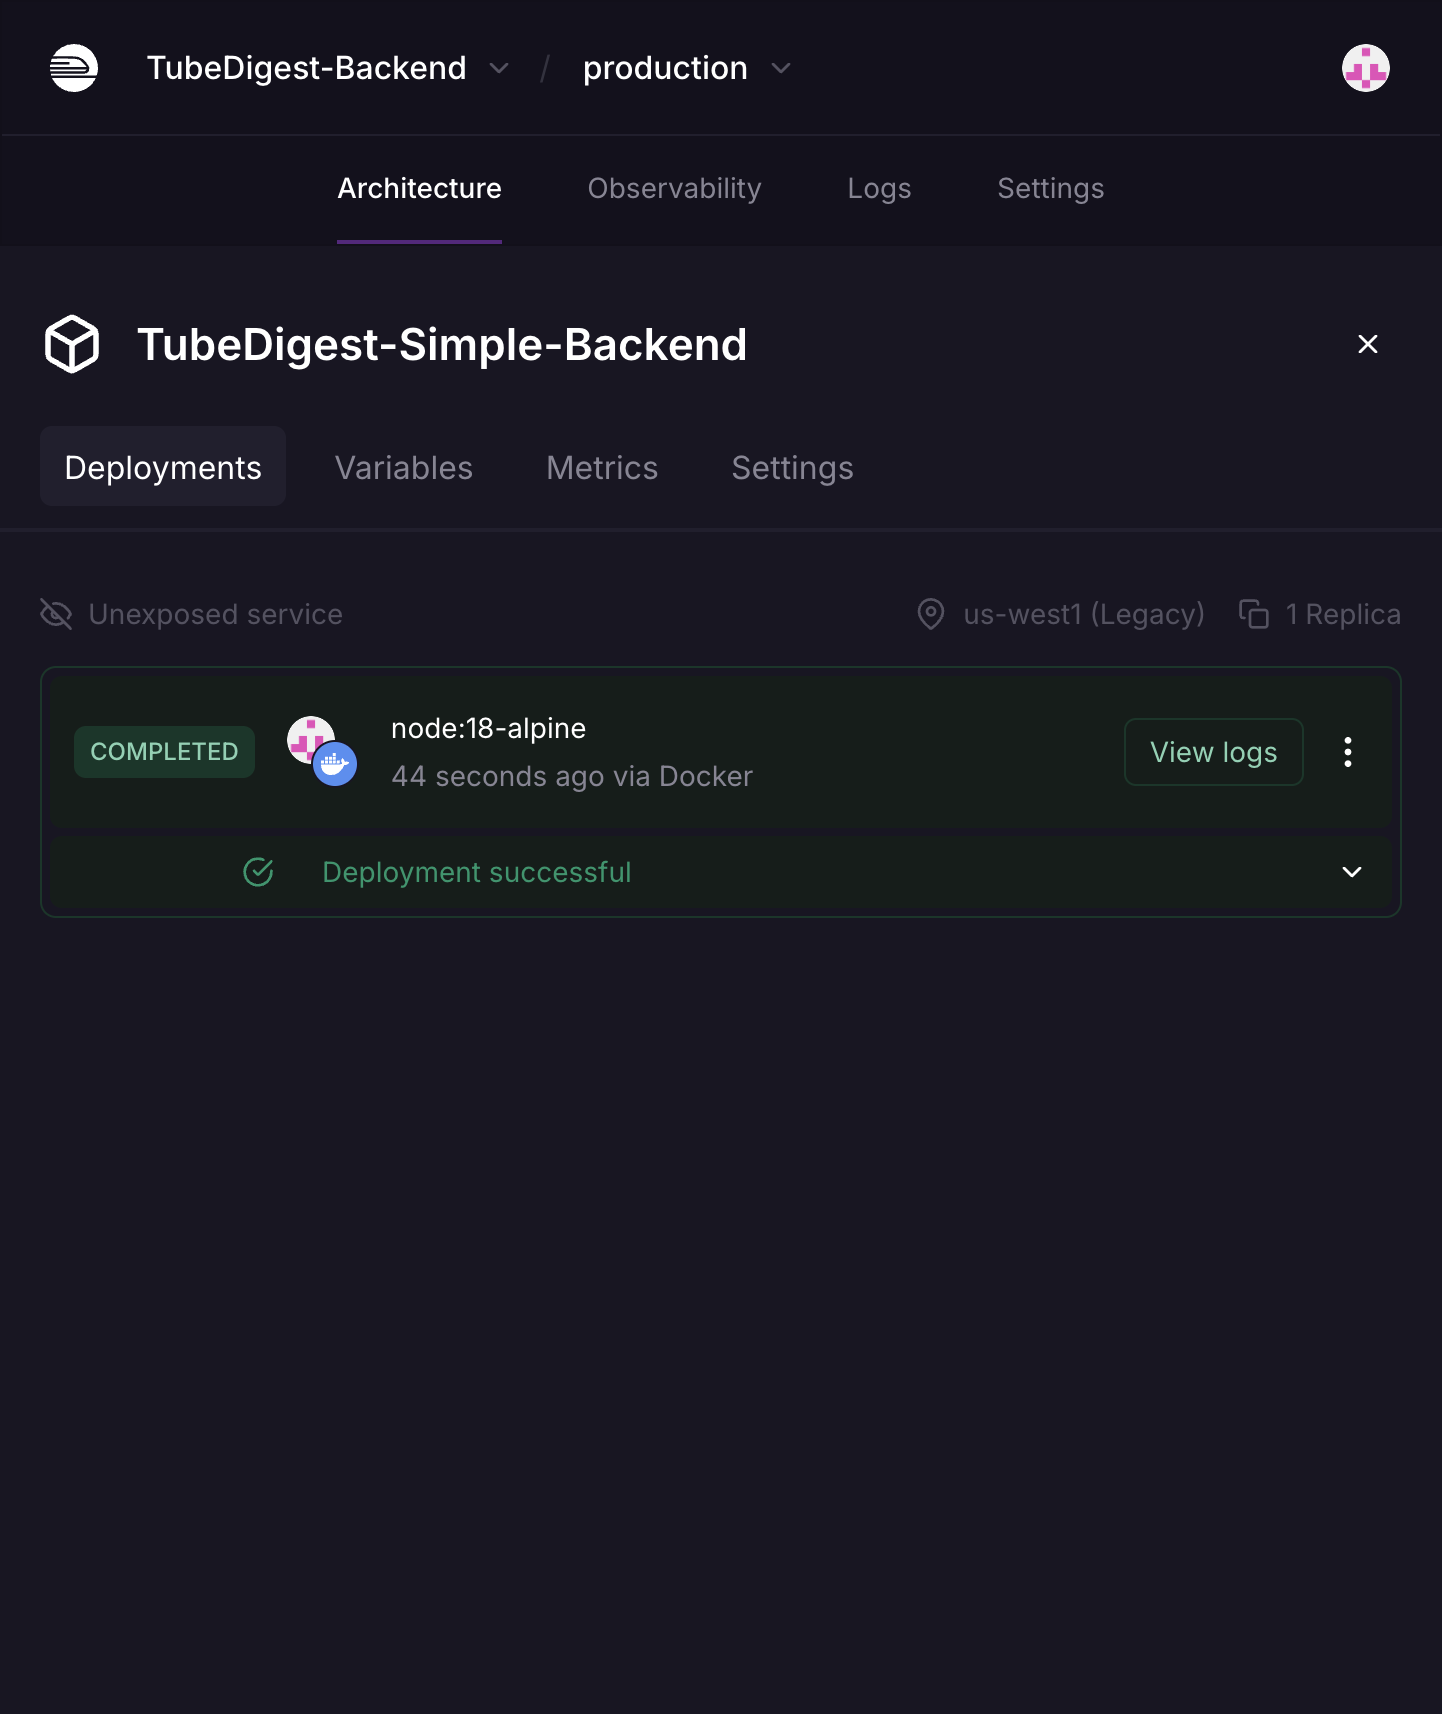 TubeDigest-Backend / production
Architecture Observability Logs Settings
TubeDigest-Simple-Backend
Deployments Variables Metrics Settings
Unexposed service us-west1 (Legacy) 1 Replica
COMPLETED node:18-alpine View logs
44 seconds ago via Docker
Deployment successful